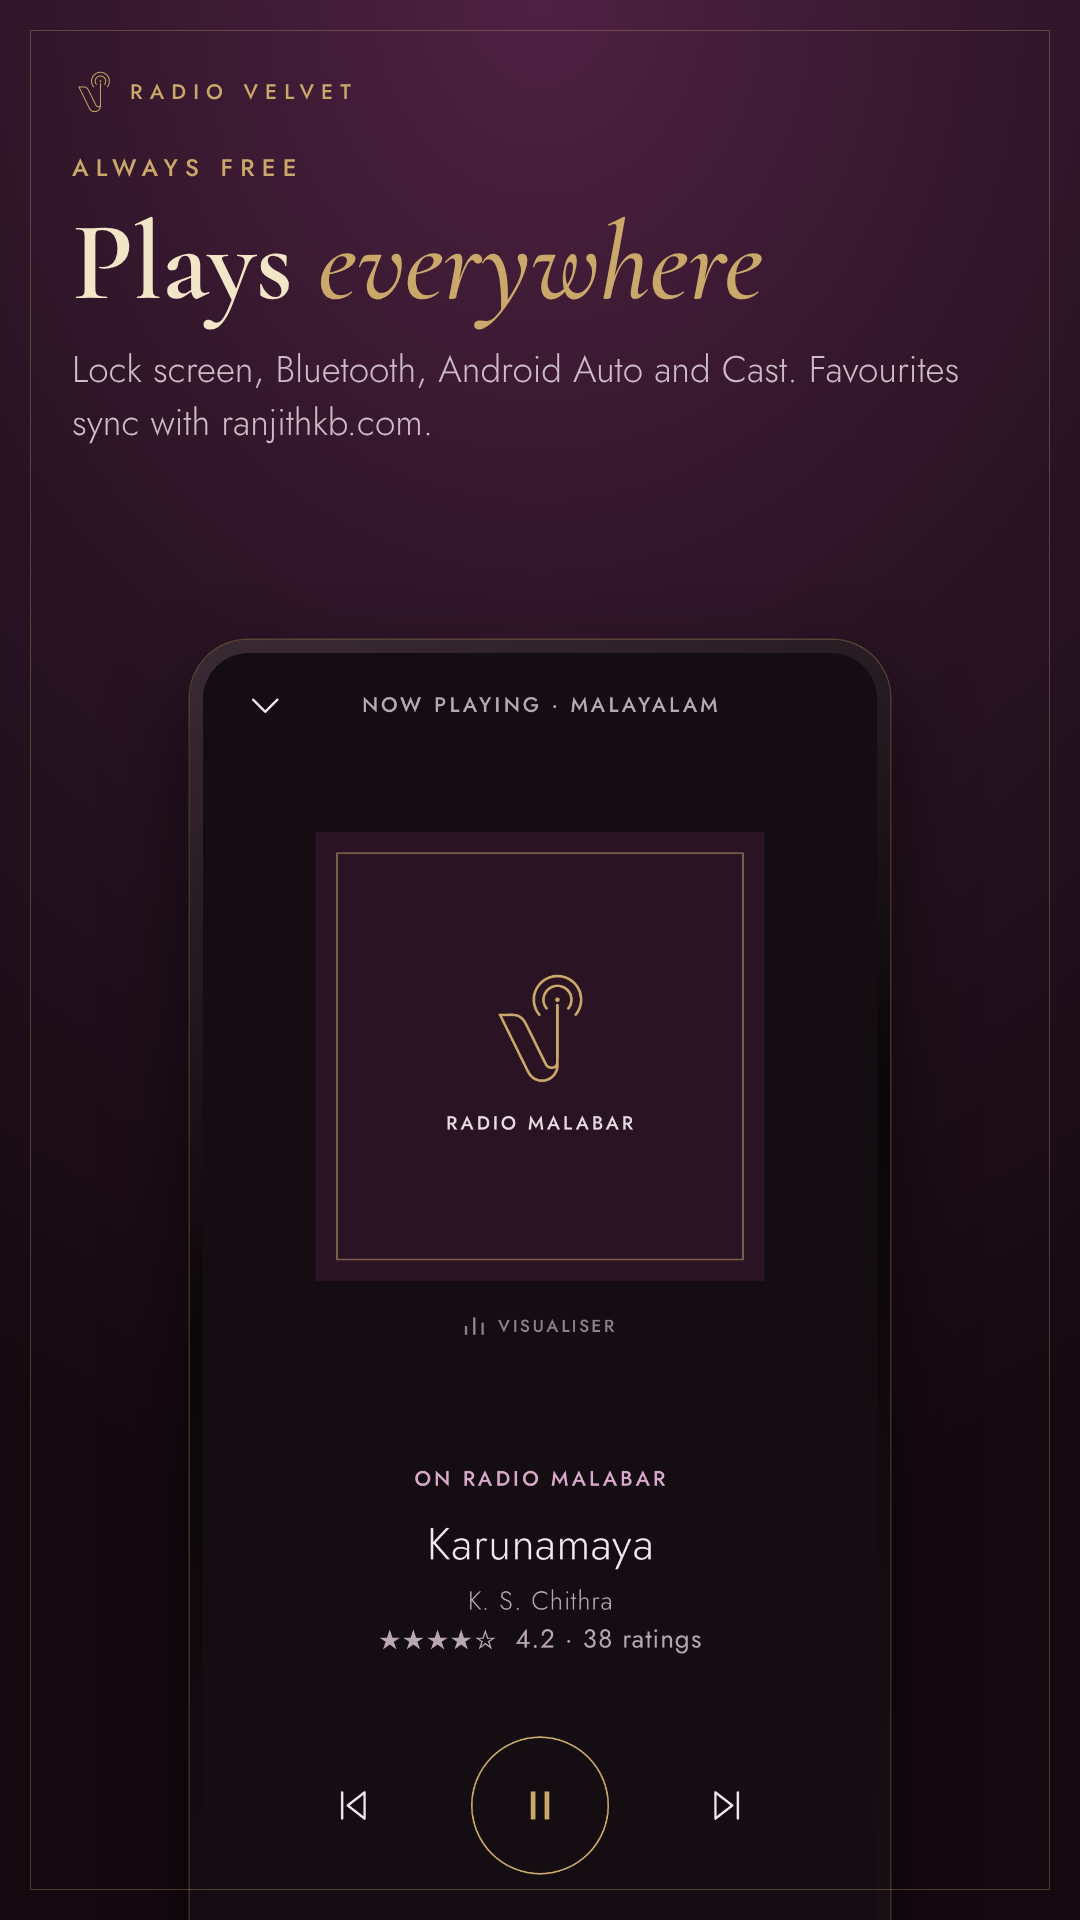 RADIO VELVET
ALWAYS FREE
Plays everywhere
Lock screen, Bluetooth, Android Auto and Cast. Favourites
sync with ranjithkb.com.
NOW PLAYING · MALAYALAM
RADIO MALABAR
VISUALISER
ON RADIO MALABAR
Karunamaya
K. S. Chithra
★★★★☆ 4.2 · 38 ratings